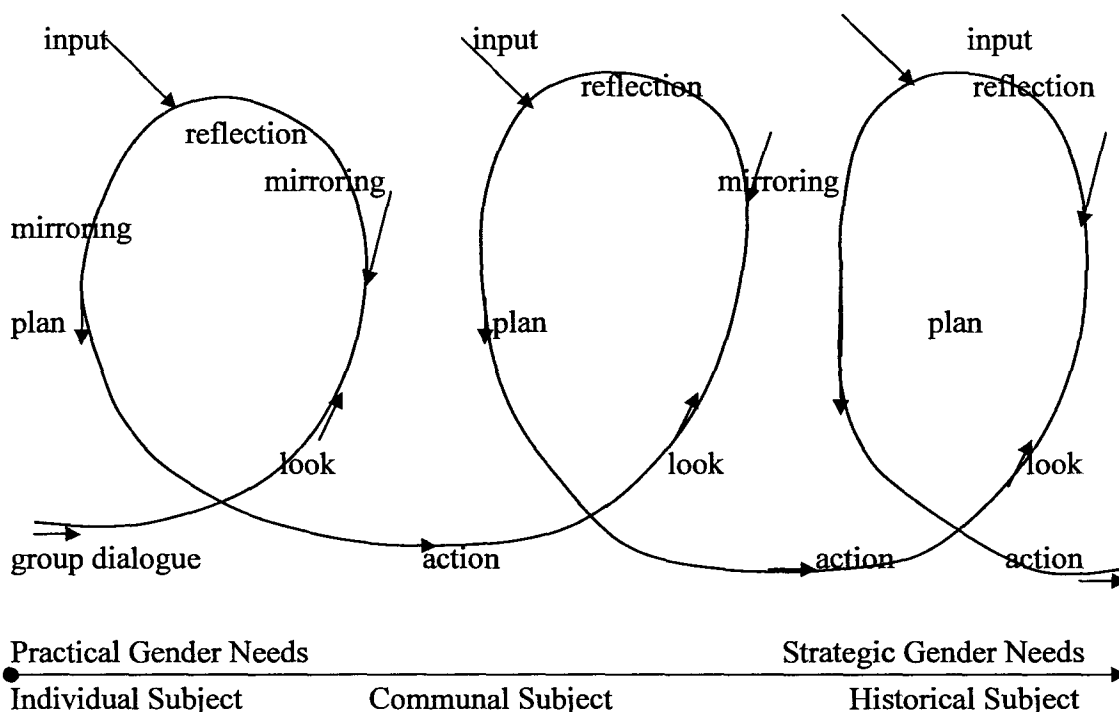 input
input
input
reflection
reflection
reflection
mirroring
mirroring
mirroring
plan
plan
plan
look
look
look
group dialogue
action
action
action
Practical Gender Needs
Strategic Gender Needs
Individual Subject
Communal Subject
Historical Subject